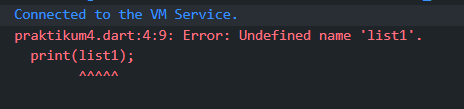 Connected to the VM Service.
praktikum4.dart:4:9: Error: Undefined name 'list1'.
  print(list1);
        ^^^^^